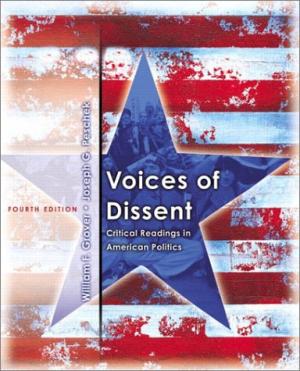 Voices of
Dissent
Critical Readings in
American Politics
FOURTH EDITION
William F. Grover • Joseph G. Peschek